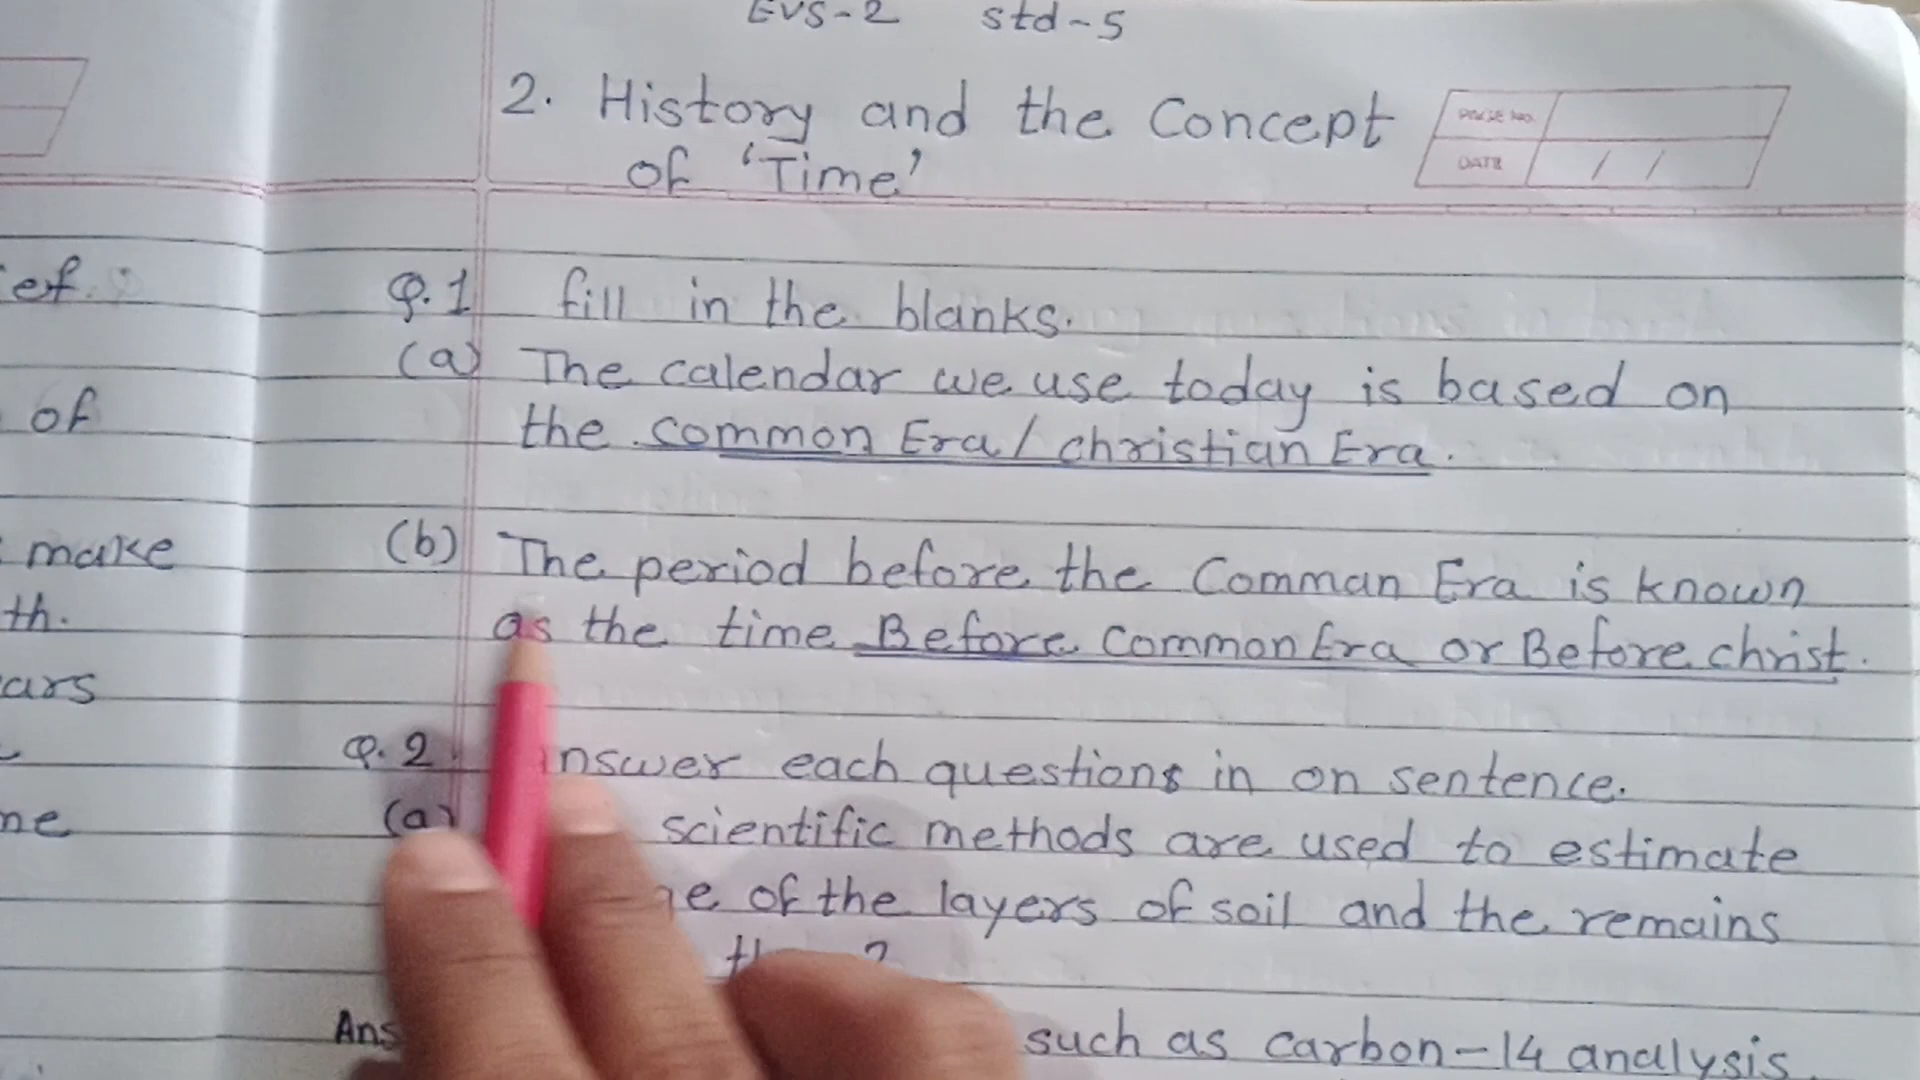 EVS-2 std-5
2. History and the Concept
of 'Time'
PAGE NO.
DATE / /
Q.1 fill in the blanks.
(a) The calendar we use today is based on
the common Era / christian Era.
(b) The period before the Comman Era is known
as the time Before Common Era or Before christ.
Q.2 nswer each questions in on sentence.
(a) scientific methods are used to estimate
of the layers of soil and the remains
?
Ans such as carbon-14 analysis
of
make
th.
ars
ne